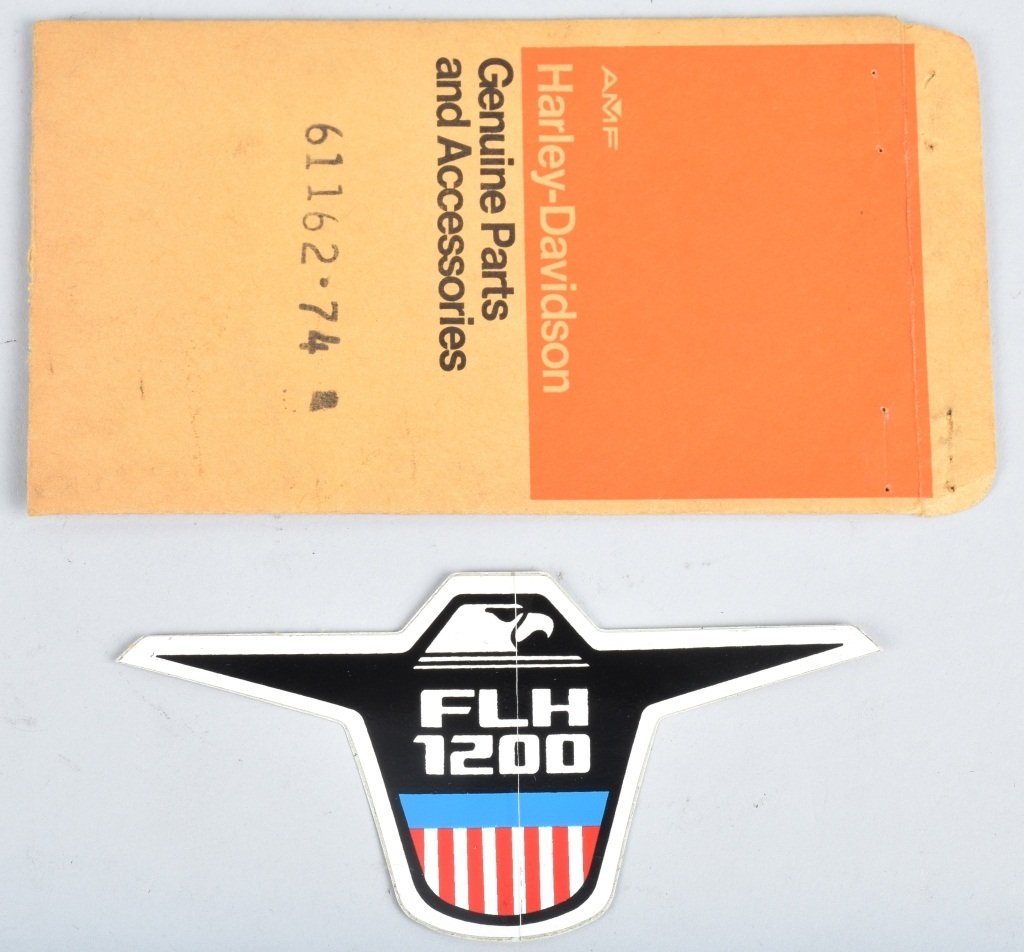 AMF
Harley-Davidson
Genuine Parts
and Accessories
61162-74
FLH
1200